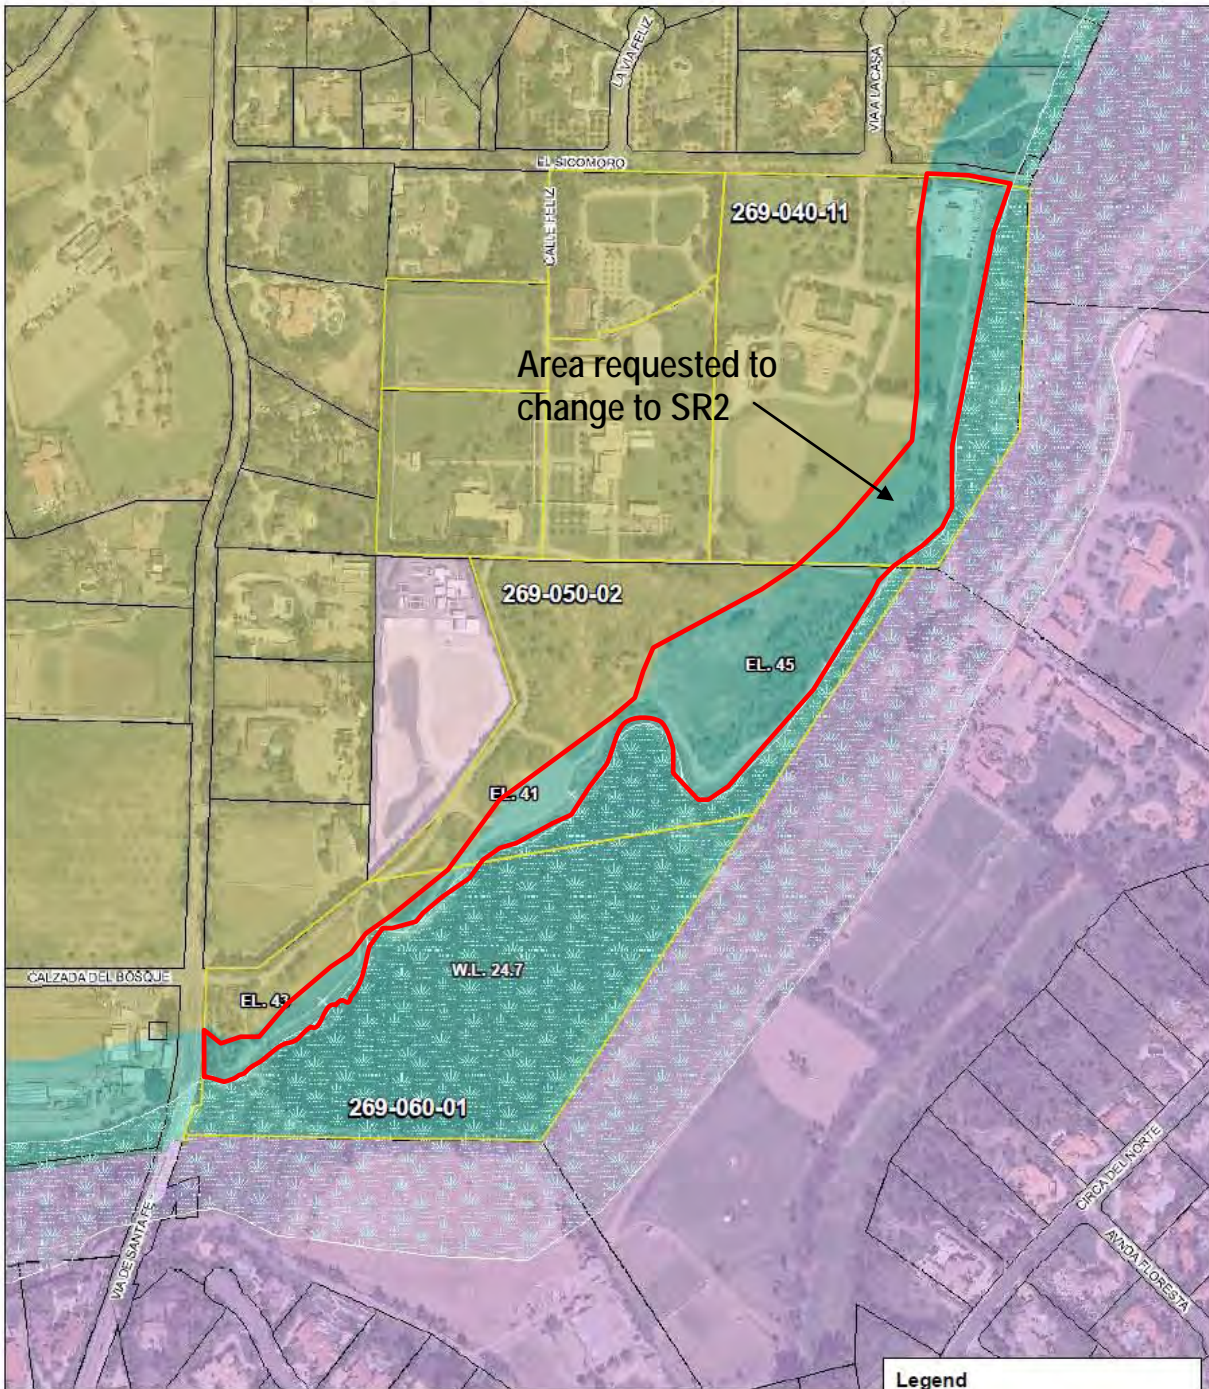 LA VIA FELIZ
VIA A LA CASA
EL SICOMORO
CALLE FELIZ
269-040-11
Area requested to
change to SR2
269-050-02
EL. 45
EL. 41
W.L. 24.7
CALZADA DEL BOSQUE
EL. 43
269-060-01
VIA DE SANTA FE
CIRCA DEL NORTE
AVNDA FLORESTA
Legend